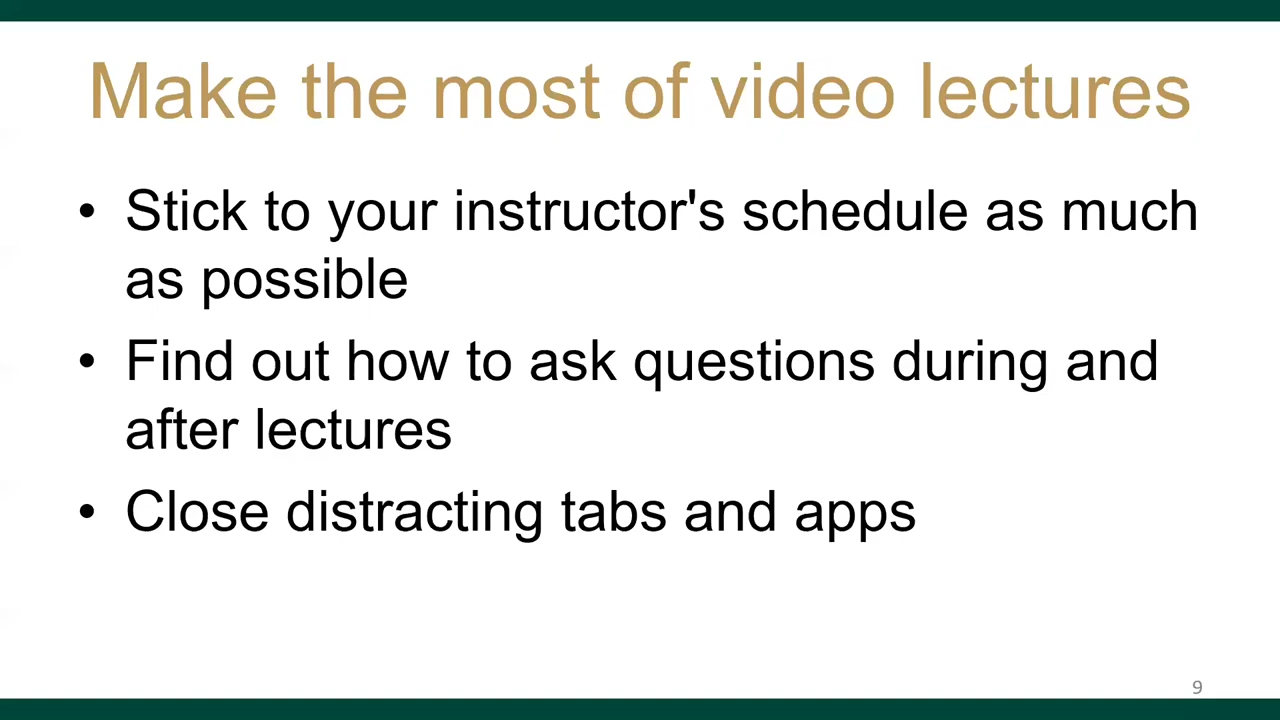 Make the most of video lectures
• Stick to your instructor's schedule as much
as possible
• Find out how to ask questions during and
after lectures
• Close distracting tabs and apps
9